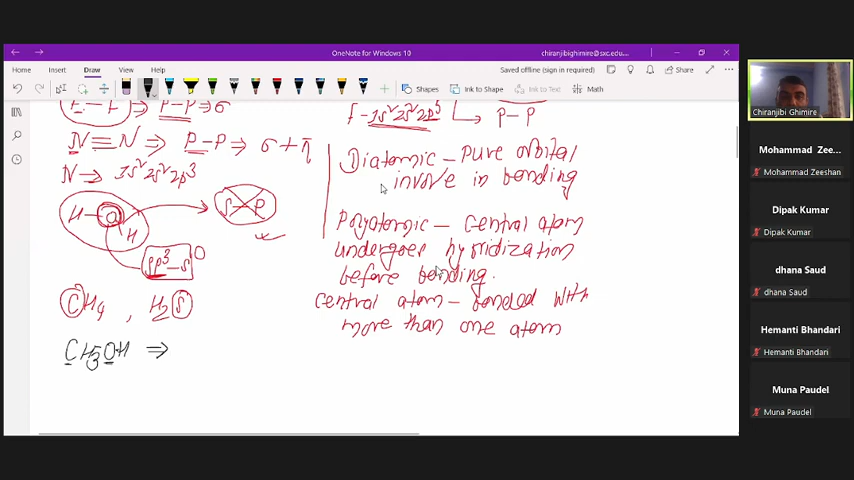 OneNote for Windows 10
chiranjibighimire@sxc.edu....
Home Insert Draw View Help
Saved offline (sign in required)
Share
Shapes Ink to Shape Ink to Text Math
F - F ⇒ P-P ⇒ σ
N ≡ N ⇒ P-P ⇒ σ + π
N → 1s² 2s² 2p³
H - O
H
S-P
sp³-s
CH4 , H2S
CH3OH ⇒
F - 1s² 2s² 2p⁵
P-P
Diatomic - Pure orbital
involve in bonding
Polyatomic - Central atom
undergoes hybridization
before bonding.
Central atom - bonded with
more than one atom
Chiranjibi Ghimire
Mohammad Zee...
Mohammad Zeeshan
Dipak Kumar
Dipak Kumar
dhana Saud
dhana Saud
Hemanti Bhandari
Hemanti Bhandari
Muna Paudel
Muna Paudel